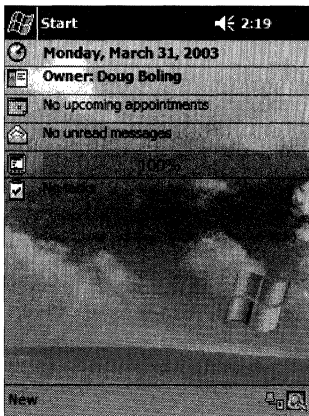 Start 2:19
Monday, March 31, 2003
Owner: Doug Boling
No upcoming appointments
No unread messages
100%
No tasks
New